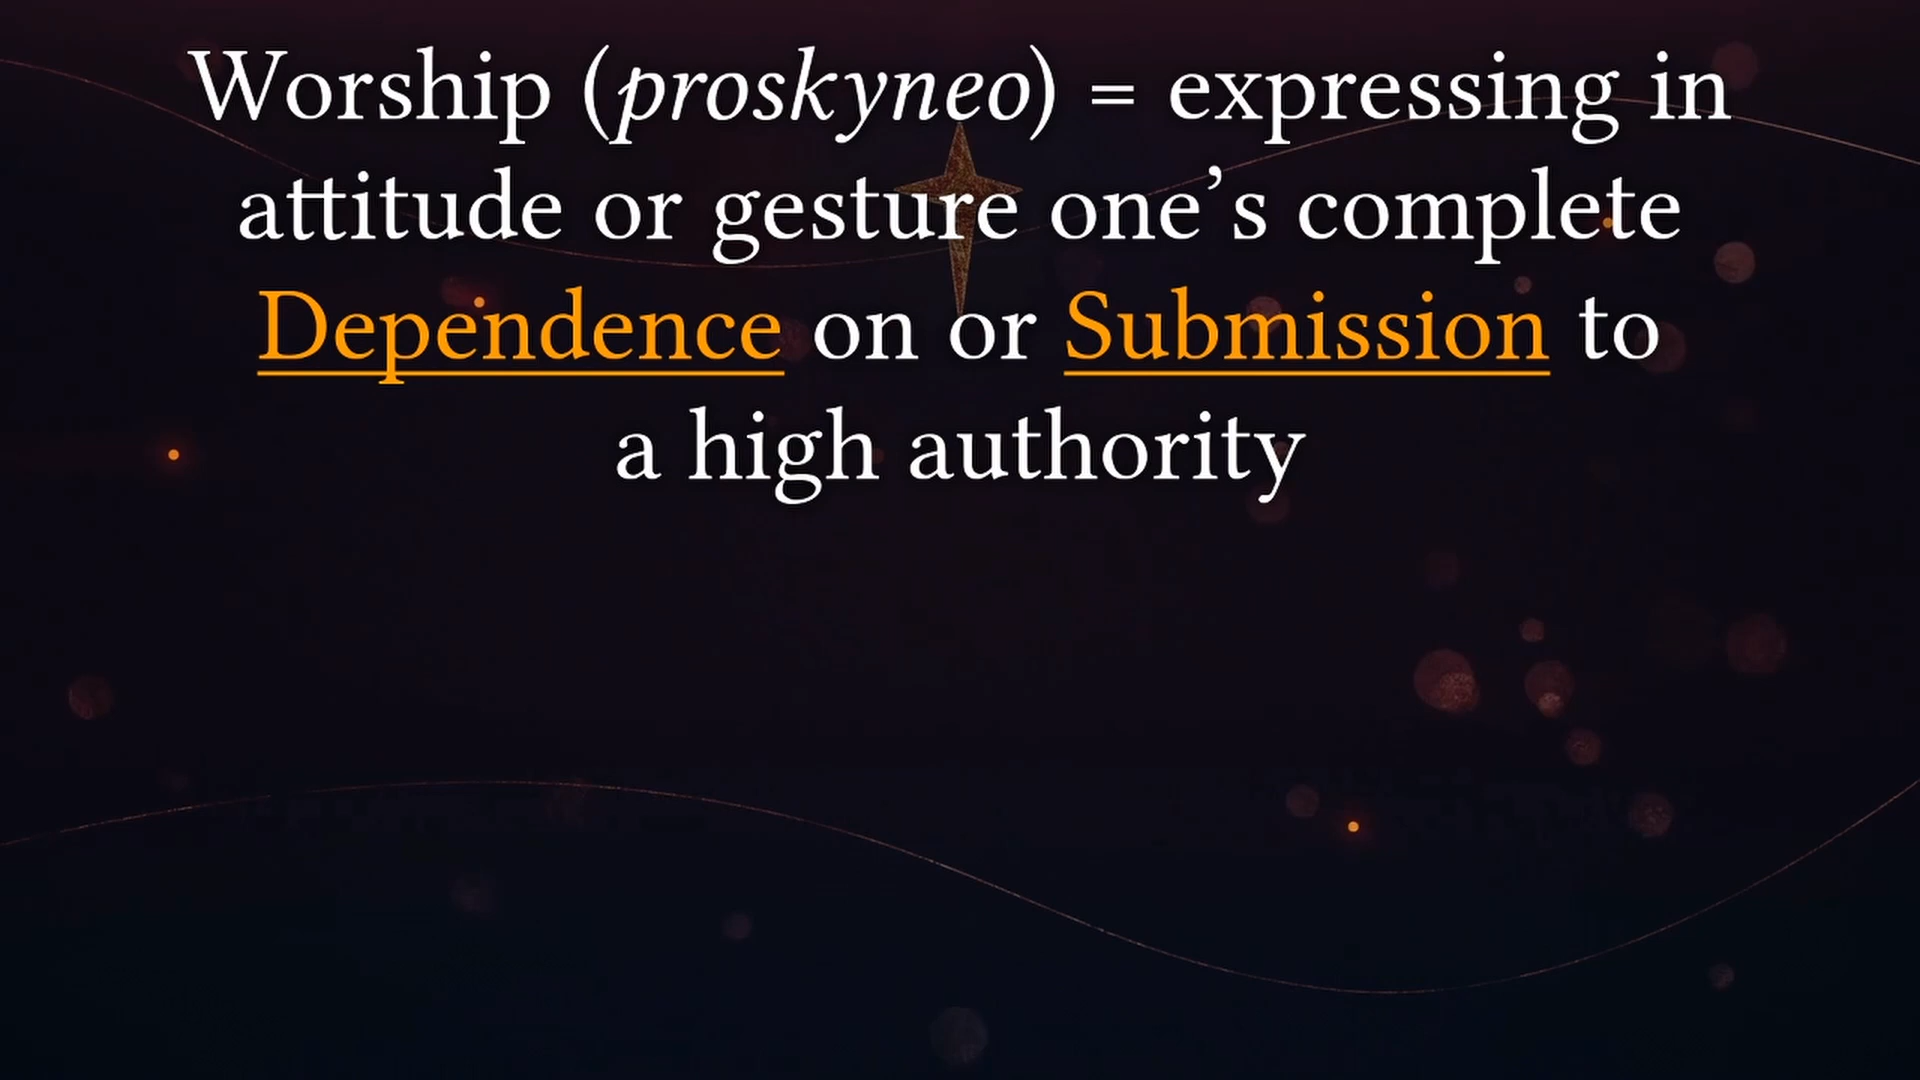 Worship (proskyneo) = expressing in
attitude or gesture one’s complete
Dependence on or Submission to
a high authority